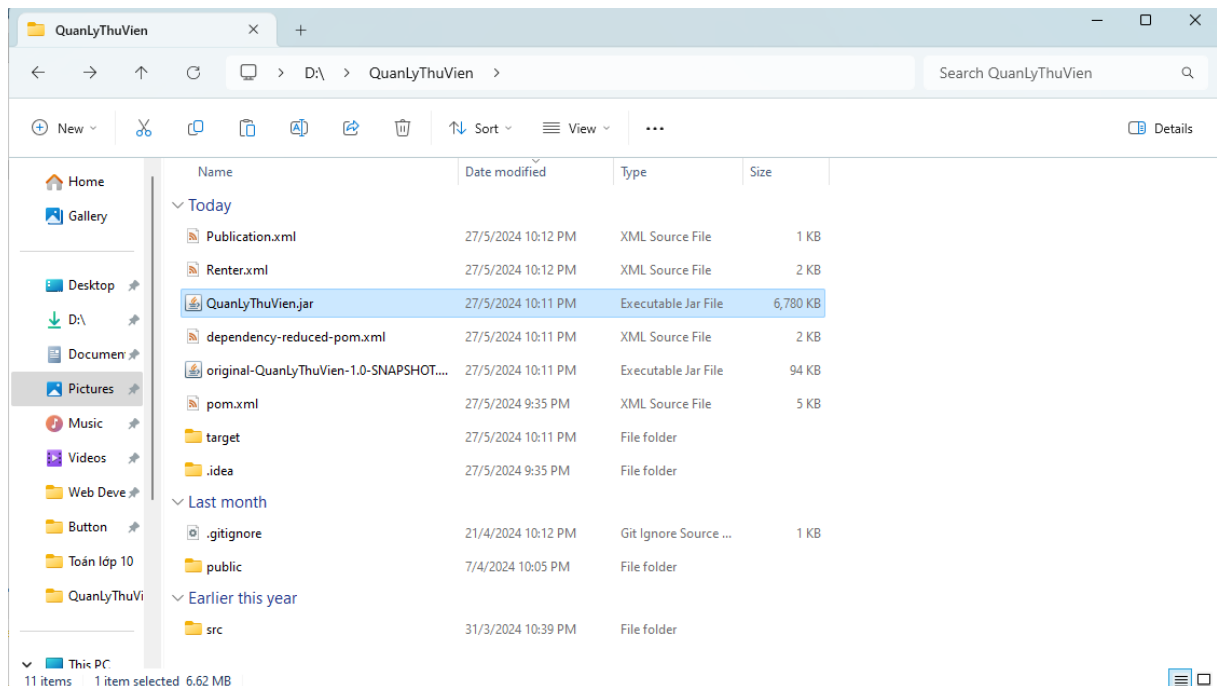 QuanLyThuVien
D:\ QuanLyThuVien
Search QuanLyThuVien
New Sort View Details
Name Date modified Type Size
Home
Gallery
Desktop
D:\
Documen
Pictures
Music
Videos
Web Deve
Button
Toán lớp 10
QuanLyThuVi
This PC
Today
Publication.xml 27/5/2024 10:12 PM XML Source File 1 KB
Renter.xml 27/5/2024 10:12 PM XML Source File 2 KB
QuanLyThuVien.jar 27/5/2024 10:11 PM Executable Jar File 6,780 KB
dependency-reduced-pom.xml 27/5/2024 10:11 PM XML Source File 2 KB
original-QuanLyThuVien-1.0-SNAPSHOT.... 27/5/2024 10:11 PM Executable Jar File 94 KB
pom.xml 27/5/2024 9:35 PM XML Source File 5 KB
target 27/5/2024 10:11 PM File folder
.idea 27/5/2024 9:35 PM File folder
Last month
.gitignore 21/4/2024 10:12 PM Git Ignore Source ... 1 KB
public 7/4/2024 10:05 PM File folder
Earlier this year
src 31/3/2024 10:39 PM File folder
11 items 1 item selected 6.62 MB